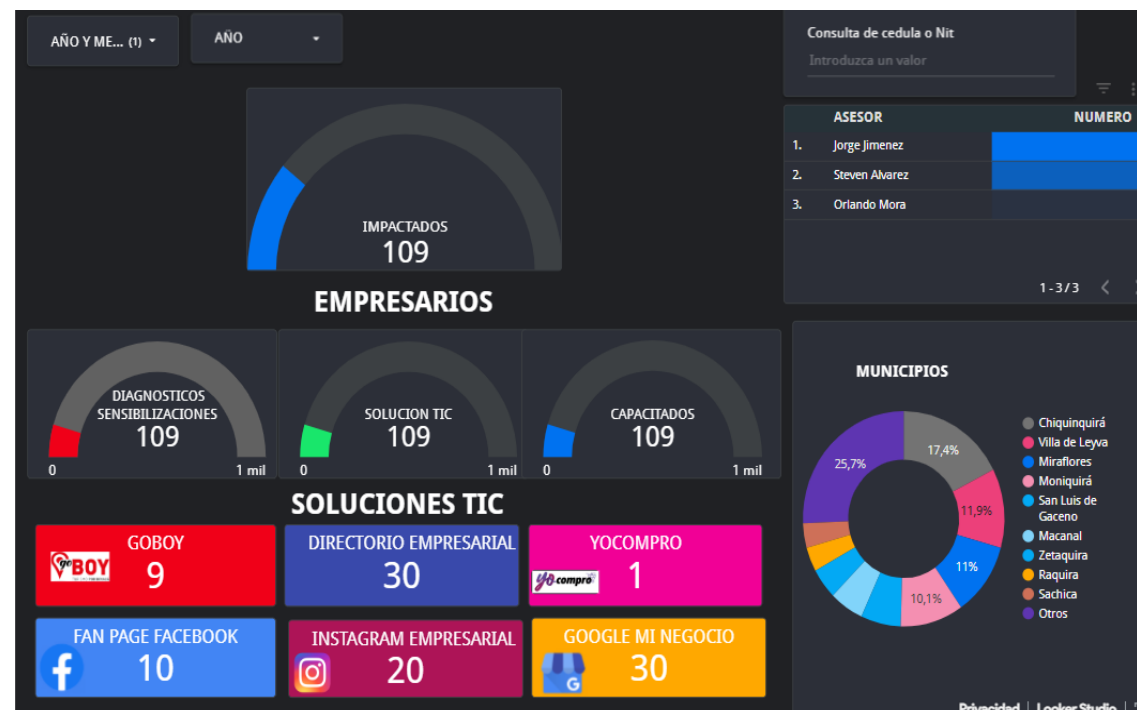 AÑO Y ME... (1)
AÑO
Consulta de cedula o Nit
Introduzca un valor
ASESOR NUMERO
1. Jorge Jimenez
2. Steven Alvarez
3. Orlando Mora
1-3/3
IMPACTADOS
109
EMPRESARIOS
DIAGNOSTICOS
SENSIBILIZACIONES
109
0 1 mil
SOLUCION TIC
109
0 1 mil
CAPACITADOS
109
0 1 mil
SOLUCIONES TIC
GOBOY
goBOY
9
DIRECTORIO EMPRESARIAL
30
YOCOMPRO
Yo compro
1
FAN PAGE FACEBOOK
f
10
INSTAGRAM EMPRESARIAL
20
GOOGLE MI NEGOCIO
G
30
MUNICIPIOS
17,4%
11,9%
11%
10,1%
25,7%
Chiquinquirá
Villa de Leyva
Miraflores
Moniquirá
San Luis de
Gaceno
Macanal
Zetaquira
Raquira
Sachica
Otros
Privacidad | Looker Studio |